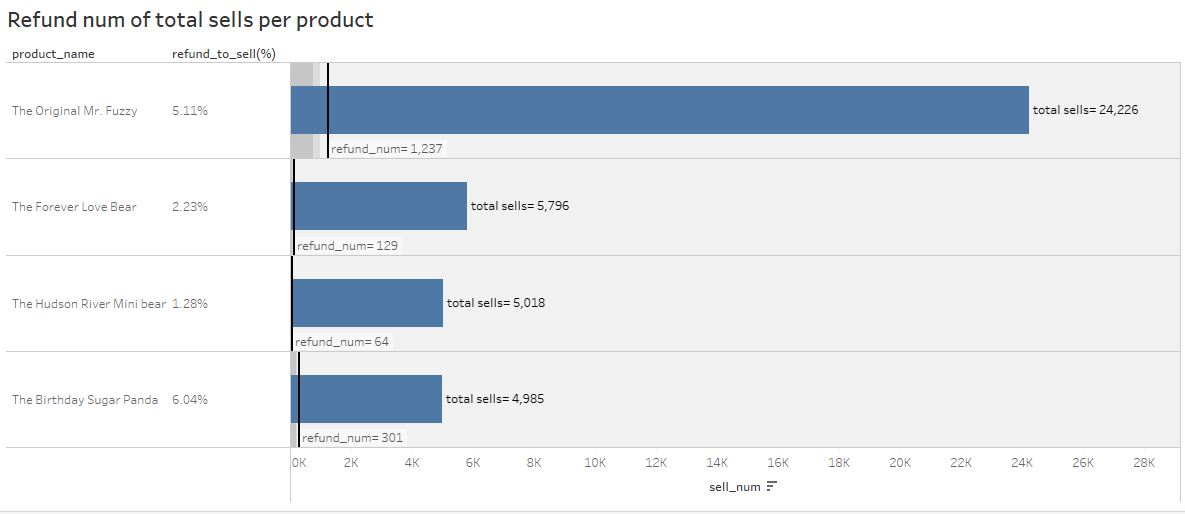 Refund num of total sells per product
product_name refund_to_sell(%)
The Original Mr. Fuzzy 5.11% total sells= 24,226
refund_num= 1,237
The Forever Love Bear 2.23% total sells= 5,796
refund_num= 129
The Hudson River Mini bear 1.28% total sells= 5,018
refund_num= 64
The Birthday Sugar Panda 6.04% total sells= 4,985
refund_num= 301
0K 2K 4K 6K 8K 10K 12K 14K 16K 18K 20K 22K 24K 26K 28K
sell_num